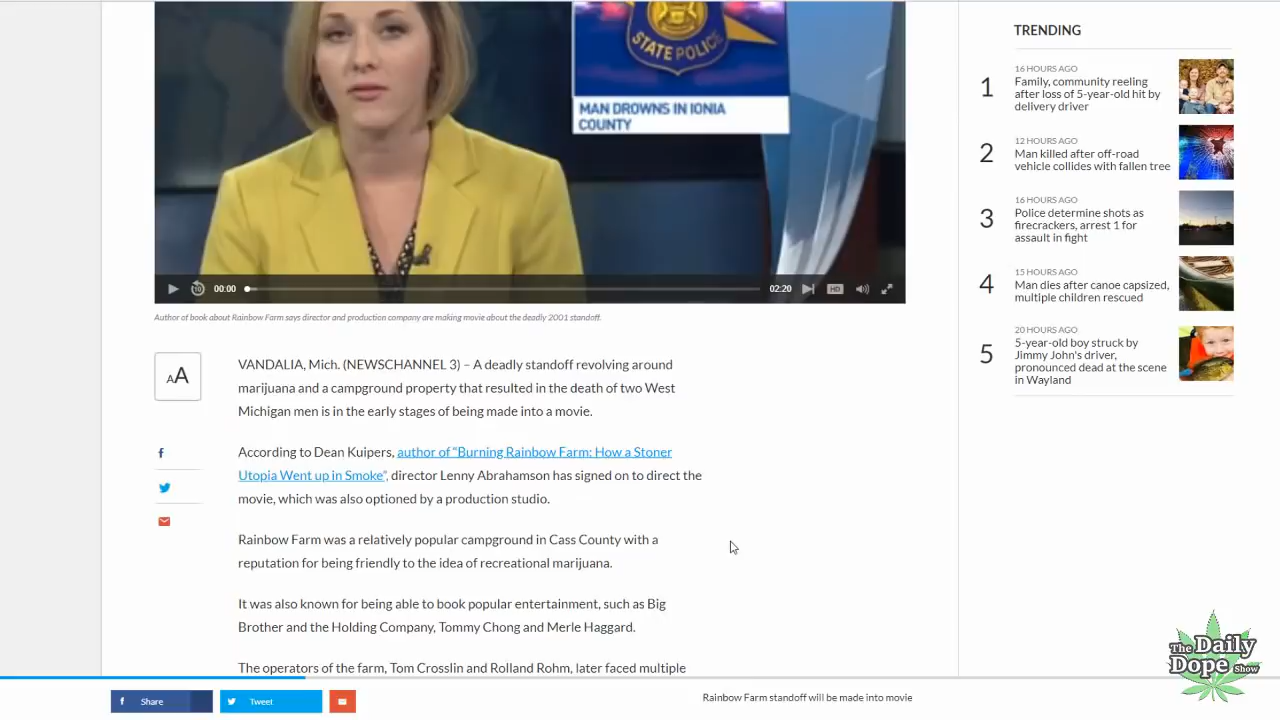 STATE POLICE
MAN DROWNS IN IONIA
COUNTY
10
00:00
02:20
HD
Author of book about Rainbow Farm says director and production company are making movie about the deadly 2001 standoff.
AA
VANDALIA, Mich. (NEWSCHANNEL 3) – A deadly standoff revolving around
marijuana and a campground property that resulted in the death of two West
Michigan men is in the early stages of being made into a movie.
According to Dean Kuipers, author of “Burning Rainbow Farm: How a Stoner
Utopia Went up in Smoke”, director Lenny Abrahamson has signed on to direct the
movie, which was also optioned by a production studio.
Rainbow Farm was a relatively popular campground in Cass County with a
reputation for being friendly to the idea of recreational marijuana.
It was also known for being able to book popular entertainment, such as Big
Brother and the Holding Company, Tommy Chong and Merle Haggard.
The operators of the farm, Tom Crosslin and Rolland Rohm, later faced multiple
TRENDING
1
16 HOURS AGO
Family, community reeling
after loss of 5-year-old hit by
delivery driver
2
12 HOURS AGO
Man killed after off-road
vehicle collides with fallen tree
3
16 HOURS AGO
Police determine shots as
firecrackers, arrest 1 for
assault in fight
4
15 HOURS AGO
Man dies after canoe capsized,
multiple children rescued
5
20 HOURS AGO
5-year-old boy struck by
Jimmy John's driver,
pronounced dead at the scene
in Wayland
Share
Tweet
Rainbow Farm standoff will be made into movie
The Daily
Dope Show